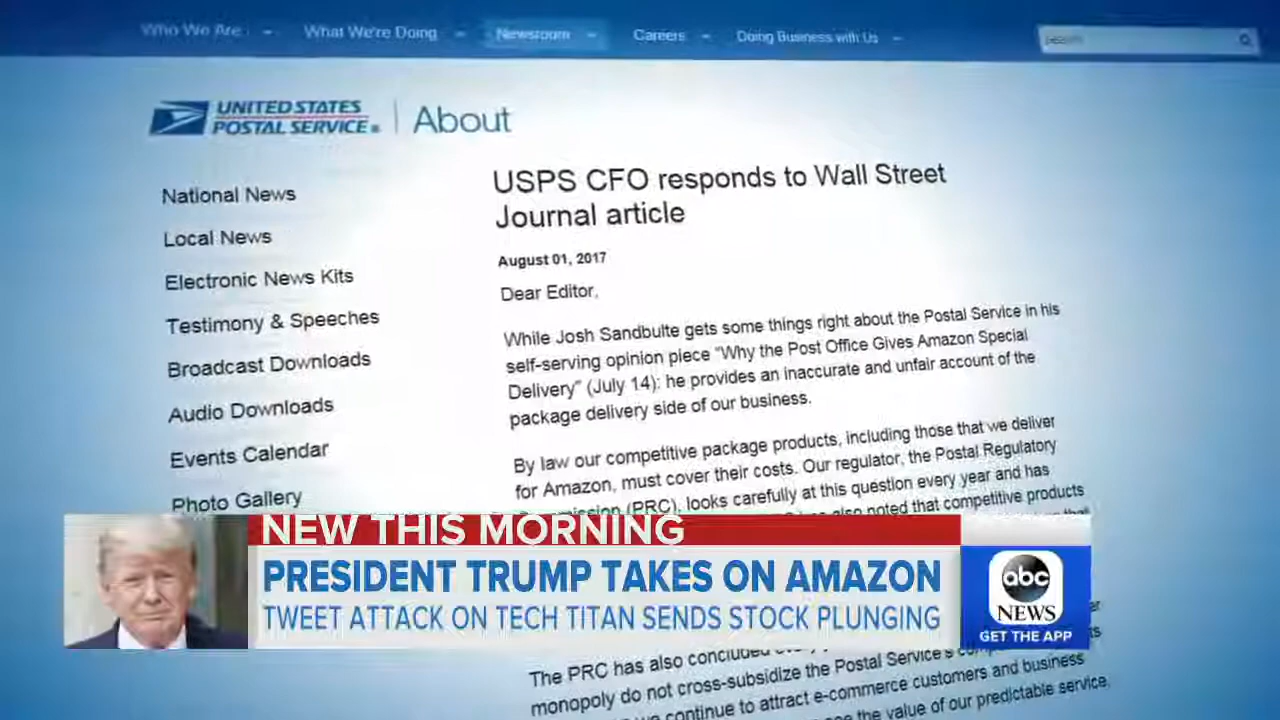 Who We Are
What We're Doing
Newsroom
Careers
Doing Business with Us
Search
UNITED STATES
POSTAL SERVICE®
About
National News
Local News
Electronic News Kits
Testimony & Speeches
Broadcast Downloads
Audio Downloads
Events Calendar
Photo Gallery
USPS CFO responds to Wall Street
Journal article
August 01, 2017
Dear Editor,
While Josh Sandbulte gets some things right about the Postal Service in his
self-serving opinion piece "Why the Post Office Gives Amazon Special
Delivery" (July 14); he provides an inaccurate and unfair account of the
package delivery side of our business.
By law our competitive package products, including those that we deliver
for Amazon, must cover their costs. Our regulator, the Postal Regulatory
(PRC), looks carefully at this question every year and has
also noted that competitive products
NEW THIS MORNING
PRESIDENT TRUMP TAKES ON AMAZON
TWEET ATTACK ON TECH TITAN SENDS STOCK PLUNGING
abc
NEWS
GET THE APP
The PRC has also concluded
monopoly do not cross-subsidize the Postal Service's
continue to attract e-commerce customers and business
the value of our predictable service,